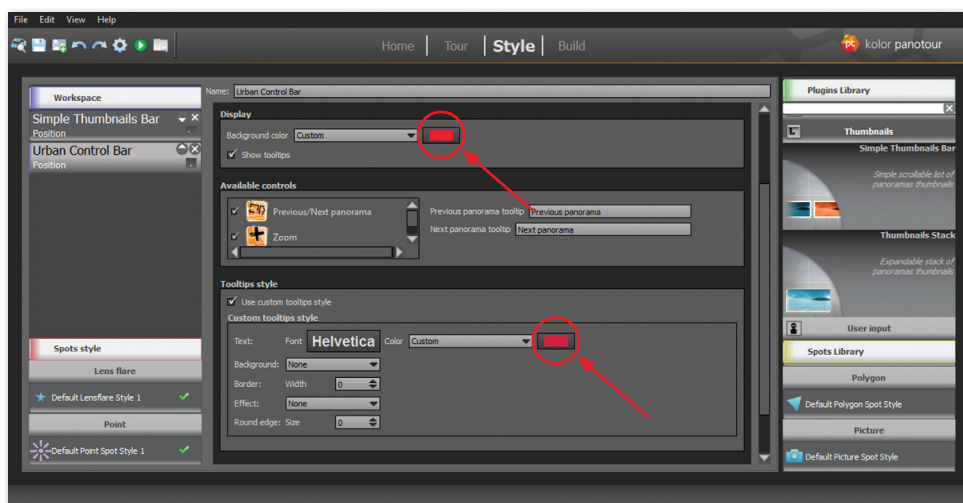 File Edit View Help
Home Tour Style Build
kolor panotour
Workspace
Simple Thumbnails Bar
Position
Urban Control Bar
Position
Spots style
Lens flare
Default Lensflare Style 1
Point
Default Point Spot Style 1
Name: Urban Control Bar
Display
Background color Custom
Show tooltips
Available controls
Previous/Next panorama
Zoom
Previous panorama tooltip Previous panorama
Next panorama tooltip Next panorama
Tooltips style
Use custom tooltips style
Custom tooltips style
Text: Font Helvetica Color Custom
Background: None
Border: Width 0
Effect: None
Round edge: Size 0
Plugins Library
Thumbnails
Simple Thumbnails Bar
Simple scrollable list of
panoramas thumbnails
Thumbnails Stack
Expandable stack of
panoramas thumbnails
User input
Spots Library
Polygon
Default Polygon Spot Style
Picture
Default Picture Spot Style